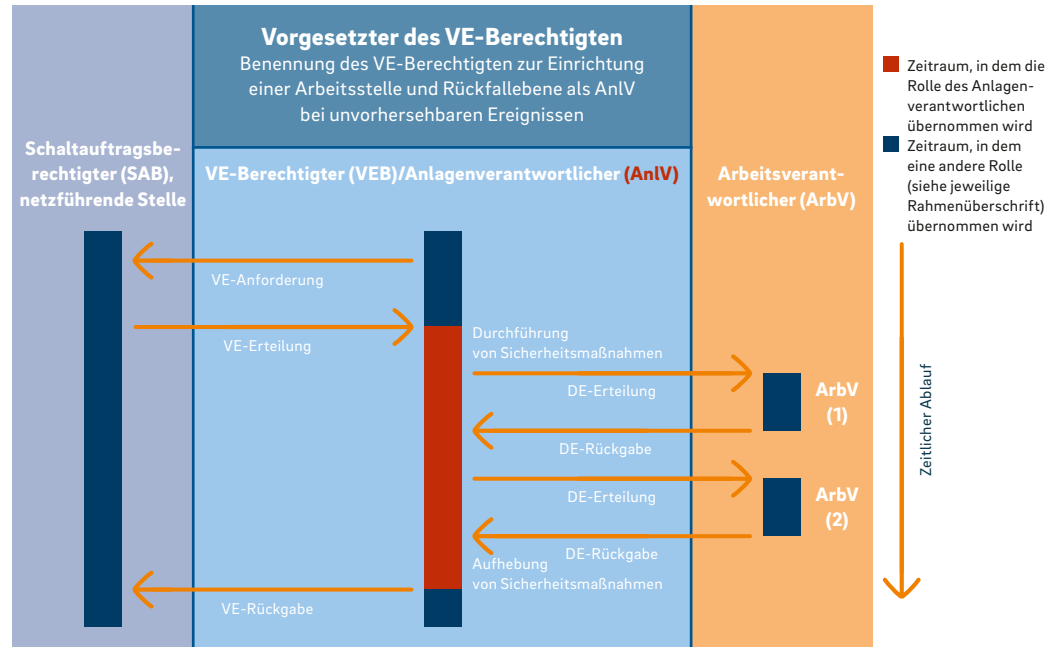 Vorgesetzter des VE-Berechtigten
Benennung des VE-Berechtigten zur Einrichtung
einer Arbeitsstelle und Rückfallebene als AnlV
bei unvorhersehbaren Ereignissen
Schaltauftragsbe-
rechtigter (SAB),
netzführende Stelle
VE-Berechtigter (VEB)/Anlagenverantwortlicher (AnlV)
Arbeitsverant-
wortlicher (ArbV)
VE-Anforderung
VE-Erteilung
Durchführung
von Sicherheitsmaßnahmen
DE-Erteilung
ArbV
(1)
DE-Rückgabe
DE-Erteilung
ArbV
(2)
DE-Rückgabe
Aufhebung
von Sicherheitsmaßnahmen
VE-Rückgabe
Zeitraum, in dem die
Rolle des Anlagen-
verantwortlichen
übernommen wird
Zeitraum, in dem
eine andere Rolle
(siehe jeweilige
Rahmenüberschrift)
übernommen wird
Zeitlicher Ablauf